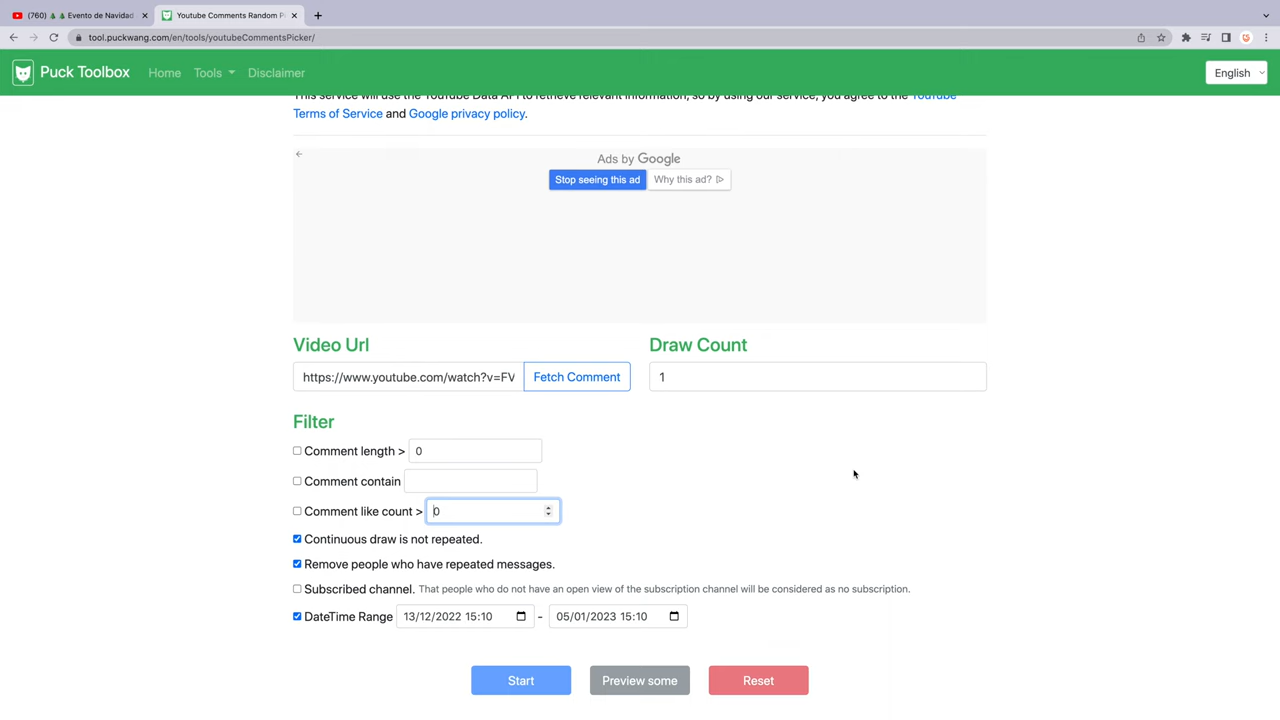 (760) 🎄🎄 Evento de Navidad
Youtube Comments Random P
tool.puckwang.com/en/tools/youtubeCommentsPicker/
Puck Toolbox
Home
Tools
Disclaimer
English
This service will use the YouTube Data API to retrieve relevant information, so by using our service, you agree to the YouTube
Terms of Service and Google privacy policy.
Ads by Google
Stop seeing this ad
Why this ad?
Video Url
Draw Count
https://www.youtube.com/watch?v=FV
Fetch Comment
1
Filter
Comment length > 0
Comment contain
Comment like count > 0
Continuous draw is not repeated.
Remove people who have repeated messages.
Subscribed channel. That people who do not have an open view of the subscription channel will be considered as no subscription.
DateTime Range 13/12/2022 15:10 - 05/01/2023 15:10
Start
Preview some
Reset